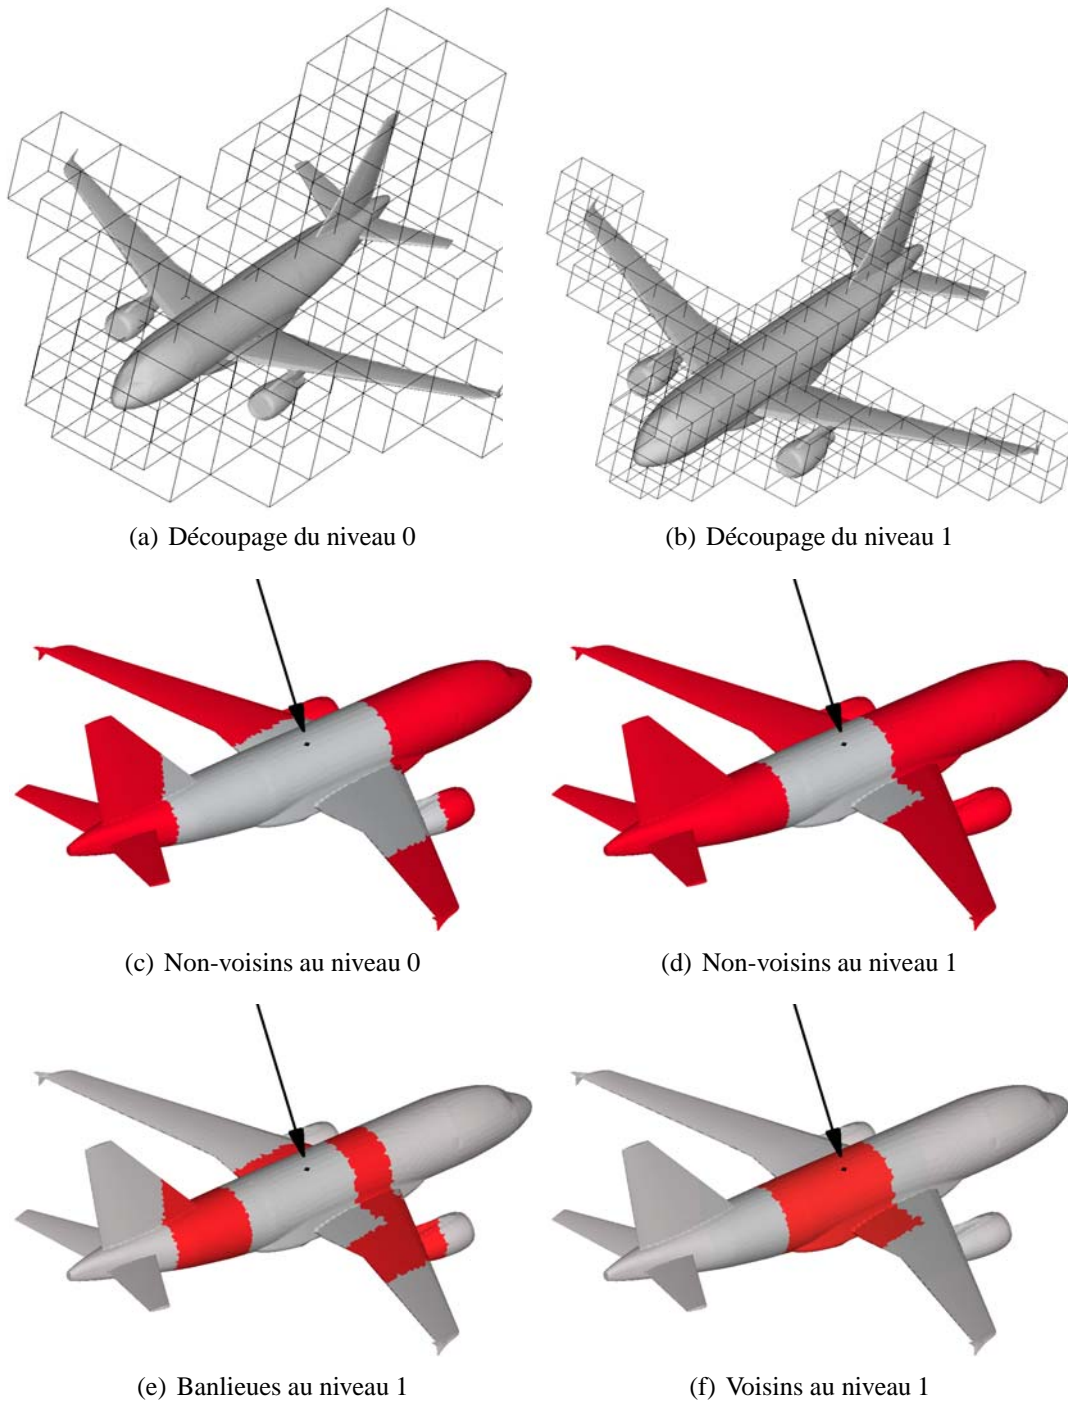 (a) Découpage du niveau 0
(b) Découpage du niveau 1
(c) Non-voisins au niveau 0
(d) Non-voisins au niveau 1
(e) Banlieues au niveau 1
(f) Voisins au niveau 1